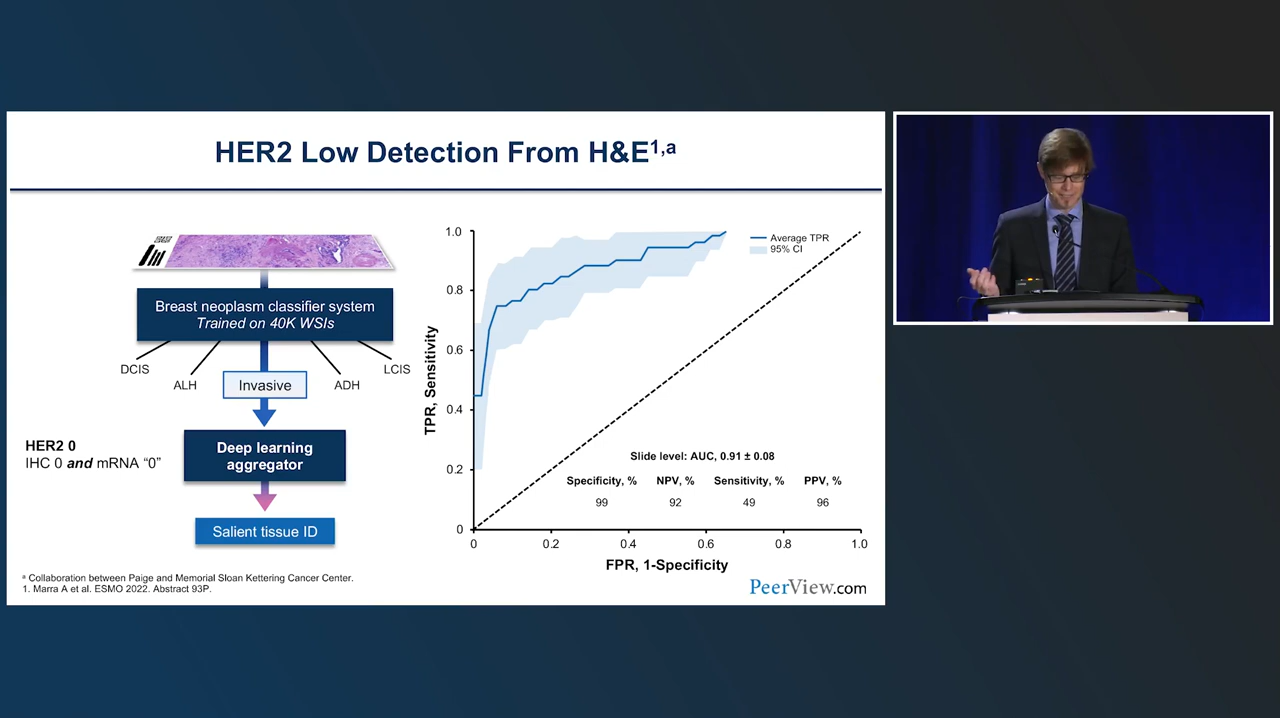 HER2 Low Detection From H&E1,a
Breast neoplasm classifier system
Trained on 40K WSIs
DCIS
ALH
Invasive
ADH
LCIS
HER2 0
IHC 0 and mRNA “0”
Deep learning
aggregator
Salient tissue ID
TPR, Sensitivity
1.0
0.8
0.6
0.4
0.2
0
Average TPR
95% CI
Slide level: AUC, 0.91 ± 0.08
Specificity, % NPV, % Sensitivity, % PPV, %
99 92 49 96
0 0.2 0.4 0.6 0.8 1.0
FPR, 1-Specificity
a Collaboration between Paige and Memorial Sloan Kettering Cancer Center.
1. Marra A et al. ESMO 2022. Abstract 93P.
PeerView.com